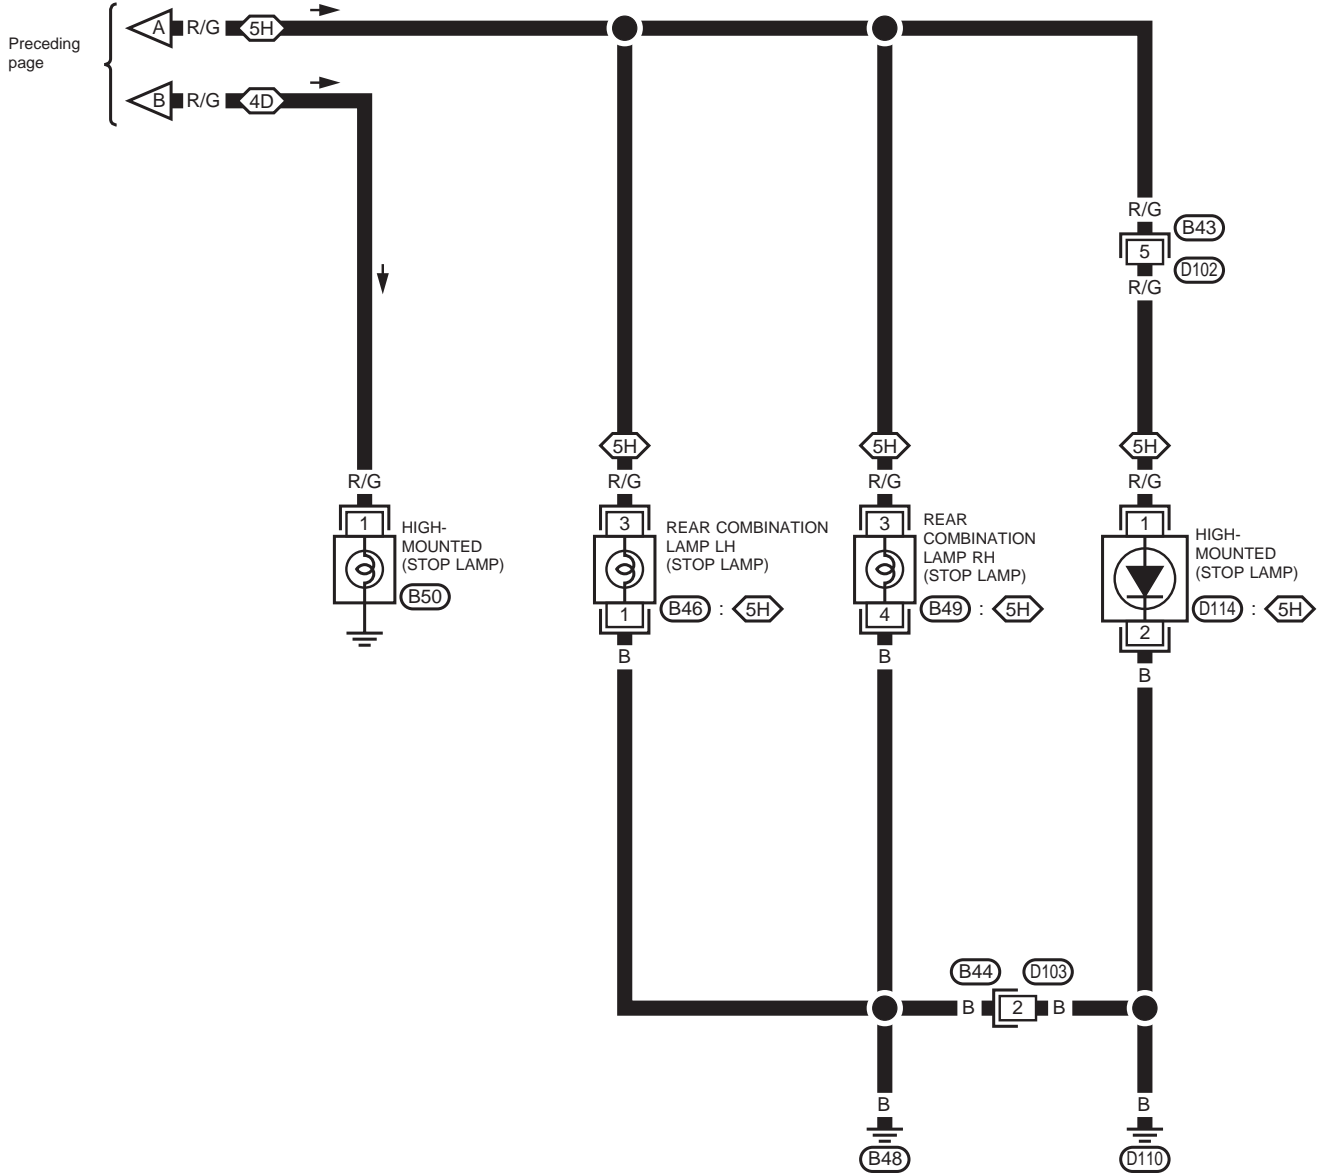 Preceding
page
A R/G 5H
B R/G 4D
R/G
5
B43
D102
R/G
5H
5H
5H
R/G
R/G
R/G
R/G
1
HIGH-
MOUNTED
(STOP LAMP)
B50
3
REAR COMBINATION
LAMP LH
(STOP LAMP)
B46 : 5H
1
B
3
REAR
COMBINATION
LAMP RH
(STOP LAMP)
B49 : 5H
4
B
1
HIGH-
MOUNTED
(STOP LAMP)
D114 : 5H
2
B
B44 D103
B 2 B
B
B48
B
D110